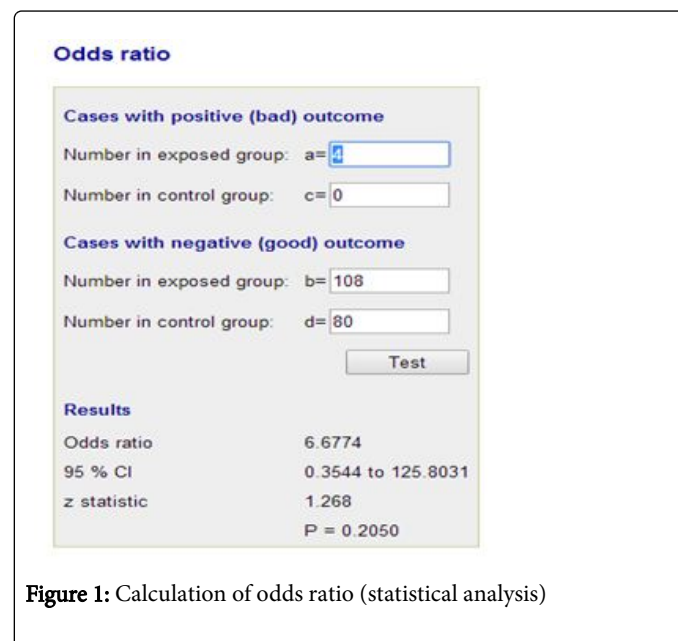 Odds ratio
Cases with positive (bad) outcome
Number in exposed group: a= 4
Number in control group: c= 0
Cases with negative (good) outcome
Number in exposed group: b= 108
Number in control group: d= 80
Test
Results
Odds ratio 6.6774
95 % CI 0.3544 to 125.8031
z statistic 1.268
P = 0.2050
Figure 1: Calculation of odds ratio (statistical analysis)